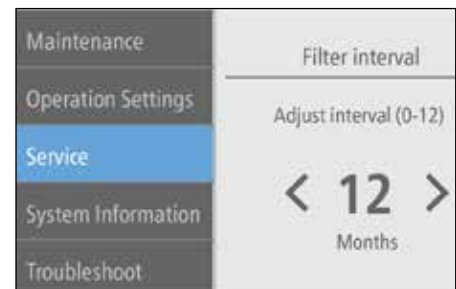 Maintenance
Operation Settings
Service
System Information
Troubleshoot
Filter interval
Adjust interval (0-12)
< 12 >
Months